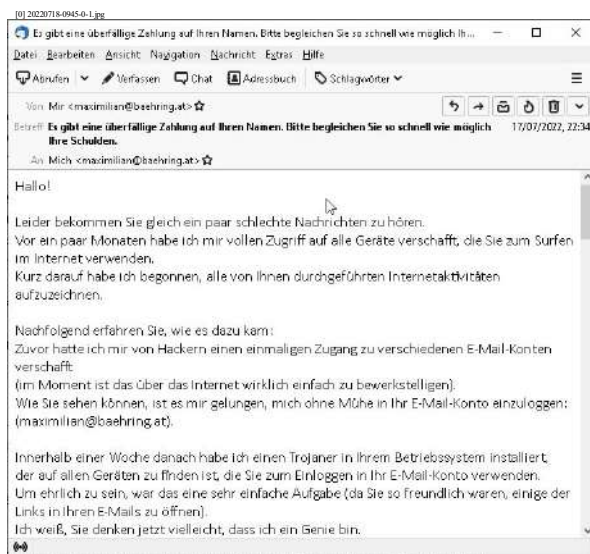 [0] 20220718-0945-0-1.jpg
Es gibt eine überfällige Zahlung auf Ihren Namen. Bitte begleichen Sie so schnell wie möglich Ih...
Datei Bearbeiten Ansicht Navigation Nachricht Extras Hilfe
Abrufen Verfassen Chat Adressbuch Schlagwörter
Von Mir <maximilian@baehring.at>
Betreff Es gibt eine überfällige Zahlung auf Ihren Namen. Bitte begleichen Sie so schnell wie möglich 17/07/2022, 22:34
Ihre Schulden.
An Mich <maximilian@baehring.at>
Hallo!
Leider bekommen Sie gleich ein paar schlechte Nachrichten zu hören.
Vor ein paar Monaten habe ich mir vollen Zugriff auf alle Geräte verschafft, die Sie zum Surfen
im Internet verwenden.
Kurz darauf habe ich begonnen, alle von Ihnen durchgeführten Internetaktivitäten
aufzuzeichnen.
Nachfolgend erfahren Sie, wie es dazu kam:
Zuvor hatte ich mir von Hackern einen einmaligen Zugang zu verschiedenen E-Mail-Konten
verschafft
(im Moment ist das über das Internet wirklich einfach zu bewerkstelligen).
Wie Sie sehen können, ist es mir gelungen, mich ohne Mühe in Ihr E-Mail-Konto einzuloggen:
(maximilian@baehring.at).
Innerhalb einer Woche danach habe ich einen Trojaner in Ihrem Betriebssystem installiert,
der auf allen Geräten zu finden ist, die Sie zum Einloggen in Ihr E-Mail-Konto verwenden.
Um ehrlich zu sein, war das eine sehr einfache Aufgabe (da Sie so freundlich waren, einige der
Links in Ihren E-Mails zu öffnen).
Ich weiß, Sie denken jetzt vielleicht, dass ich ein Genie bin.